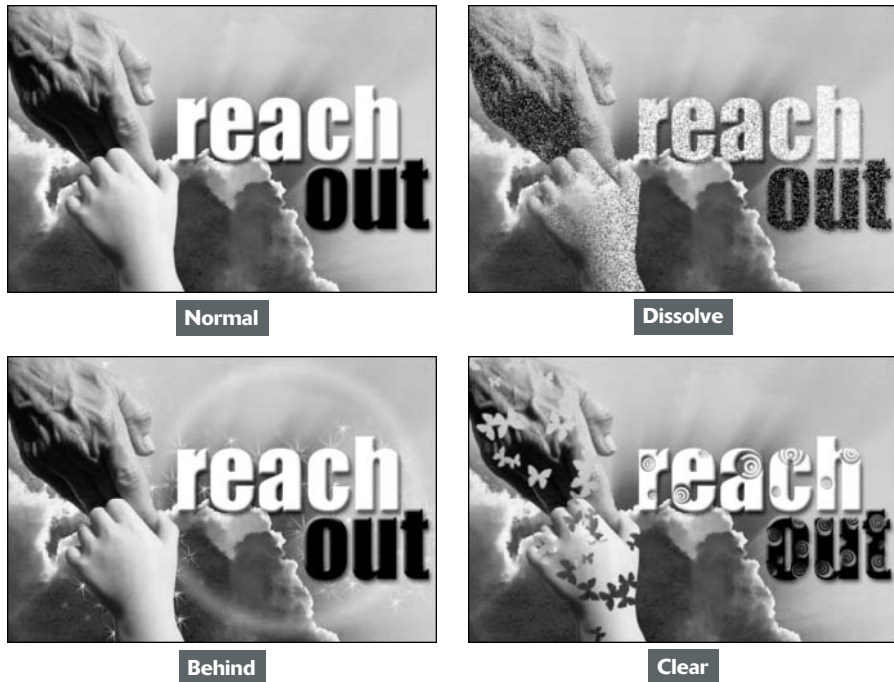 reach
out
reach
out
Normal
Dissolve
reach
out
reach
out
Behind
Clear